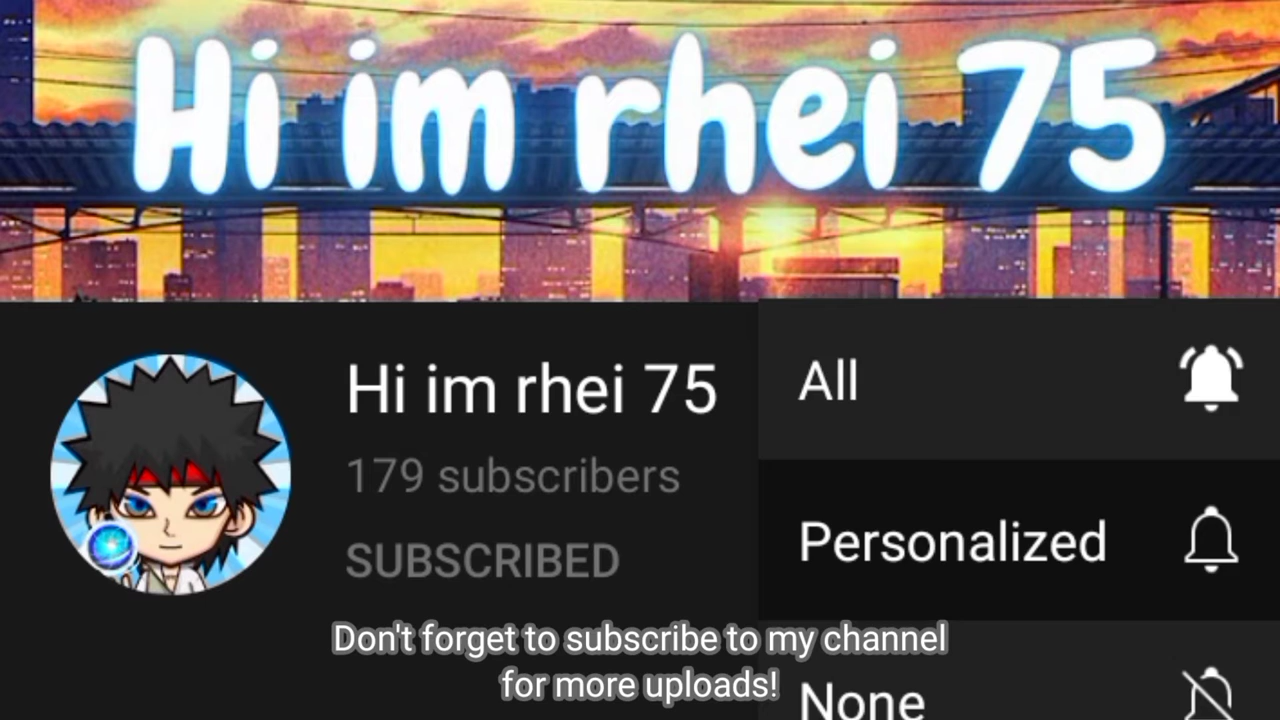 Hi im rhei 75
Hi im rhei 75
179 subscribers
SUBSCRIBED
All
Personalized
None
Don't forget to subscribe to my channel
for more uploads!